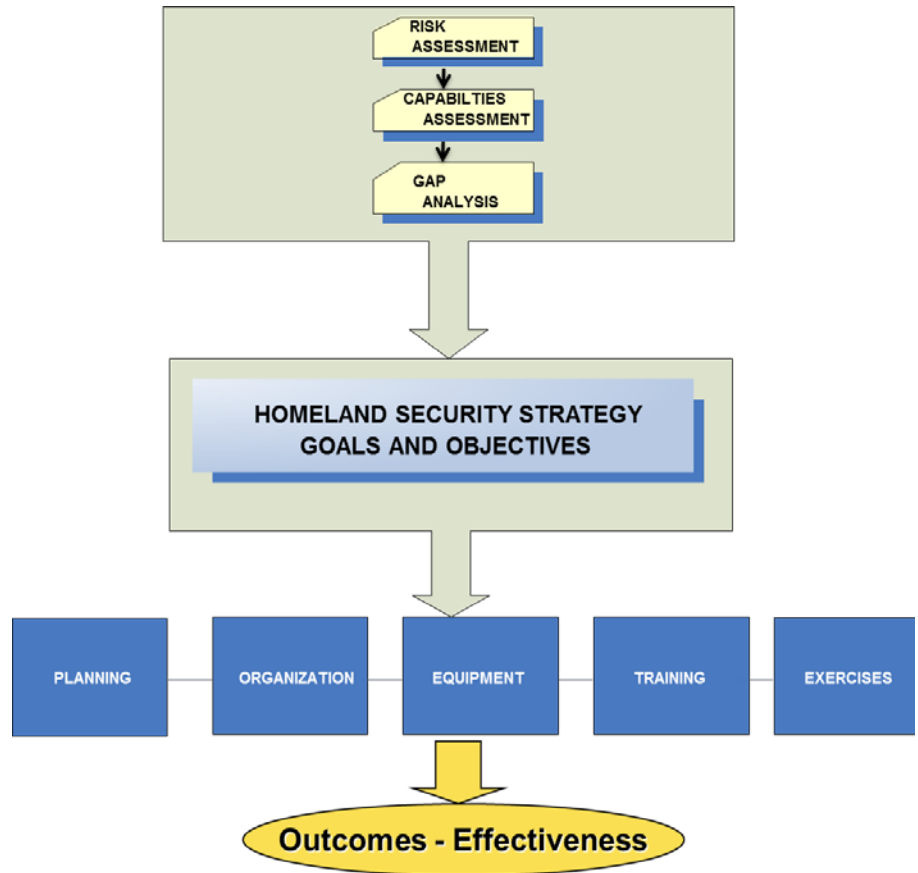 RISK
ASSESSMENT
CAPABILTIES
ASSESSMENT
GAP
ANALYSIS
HOMELAND SECURITY STRATEGY
GOALS AND OBJECTIVES
PLANNING
ORGANIZATION
EQUIPMENT
TRAINING
EXERCISES
Outcomes - Effectiveness